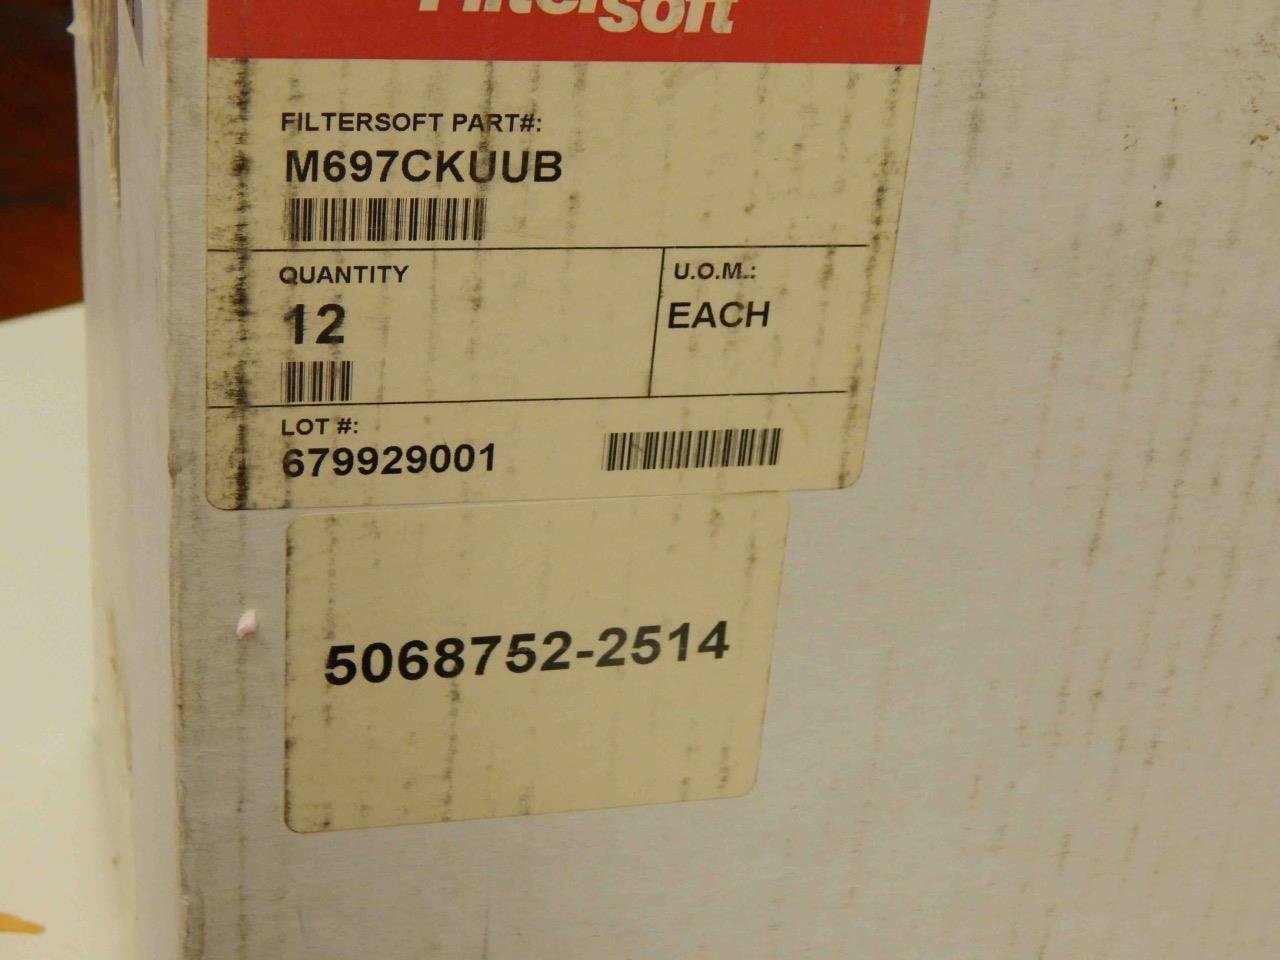 Filtersoft
FILTERSOFT PART#:
M697CKUUB
QUANTITY
12
U.O.M.:
EACH
LOT #:
679929001
5068752-2514